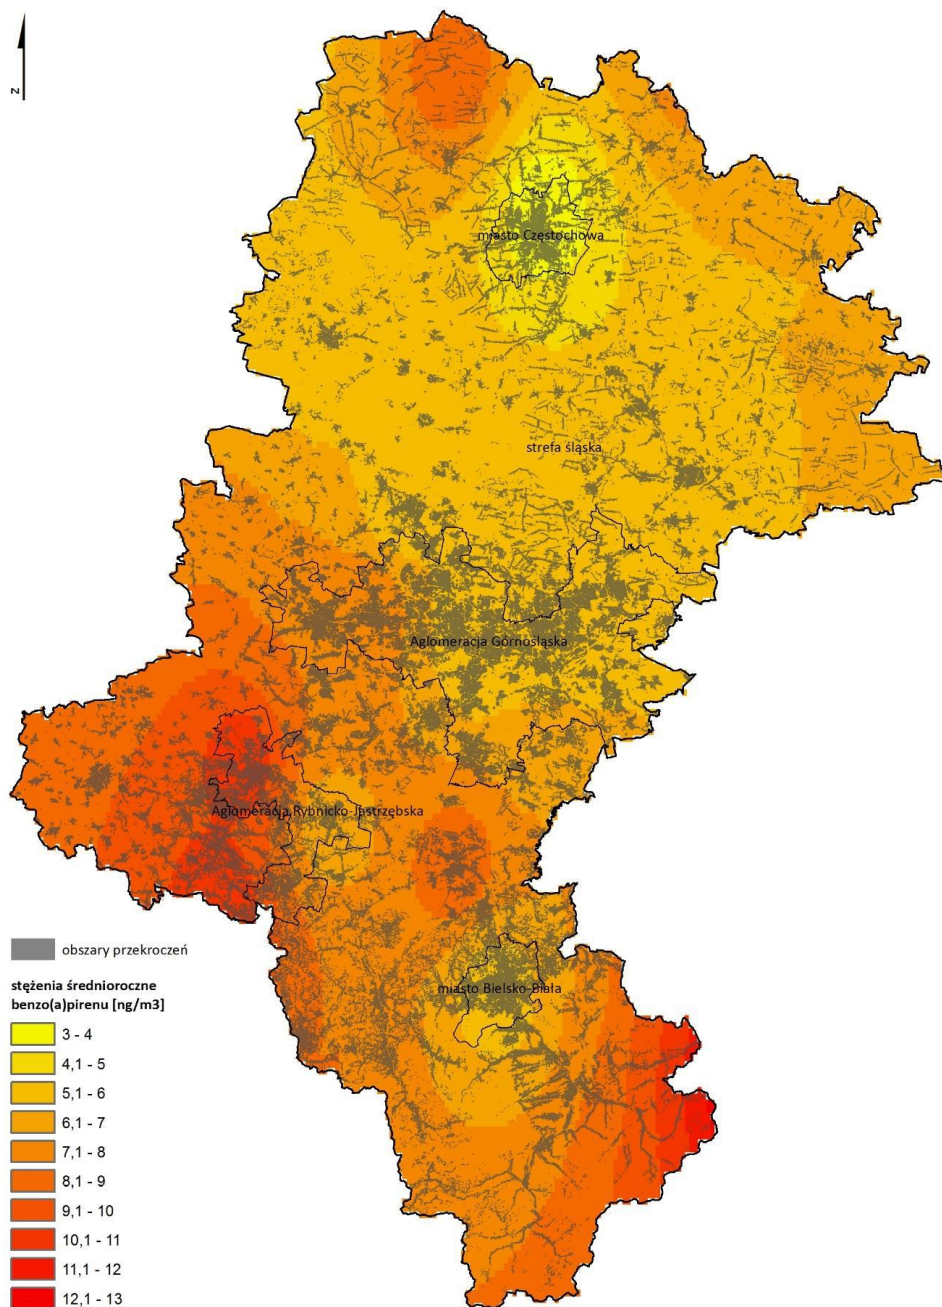 z
miasto Częstochowa
strefa śląska
Aglomeracja Górnośląska
Aglomeracja Rybnicko-Jastrzębska
miasto Bielsko-Biała
obszary przekroczeń
stężenia średnioroczne
benzo(a)pirenu [ng/m3]
3 - 4
4,1 - 5
5,1 - 6
6,1 - 7
7,1 - 8
8,1 - 9
9,1 - 10
10,1 - 11
11,1 - 12
12,1 - 13